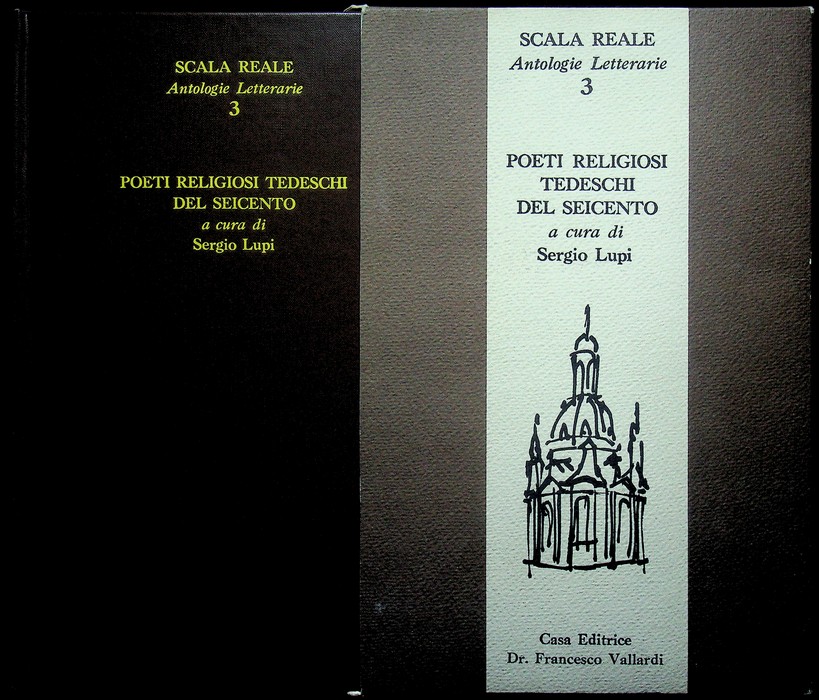 SCALA REALE
Antologie Letterarie
3
POETI RELIGIOSI TEDESCHI
DEL SEICENTO
a cura di
Sergio Lupi
SCALA REALE
Antologie Letterarie
3
POETI RELIGIOSI
TEDESCHI
DEL SEICENTO
a cura di
Sergio Lupi
Casa Editrice
Dr. Francesco Vallardi